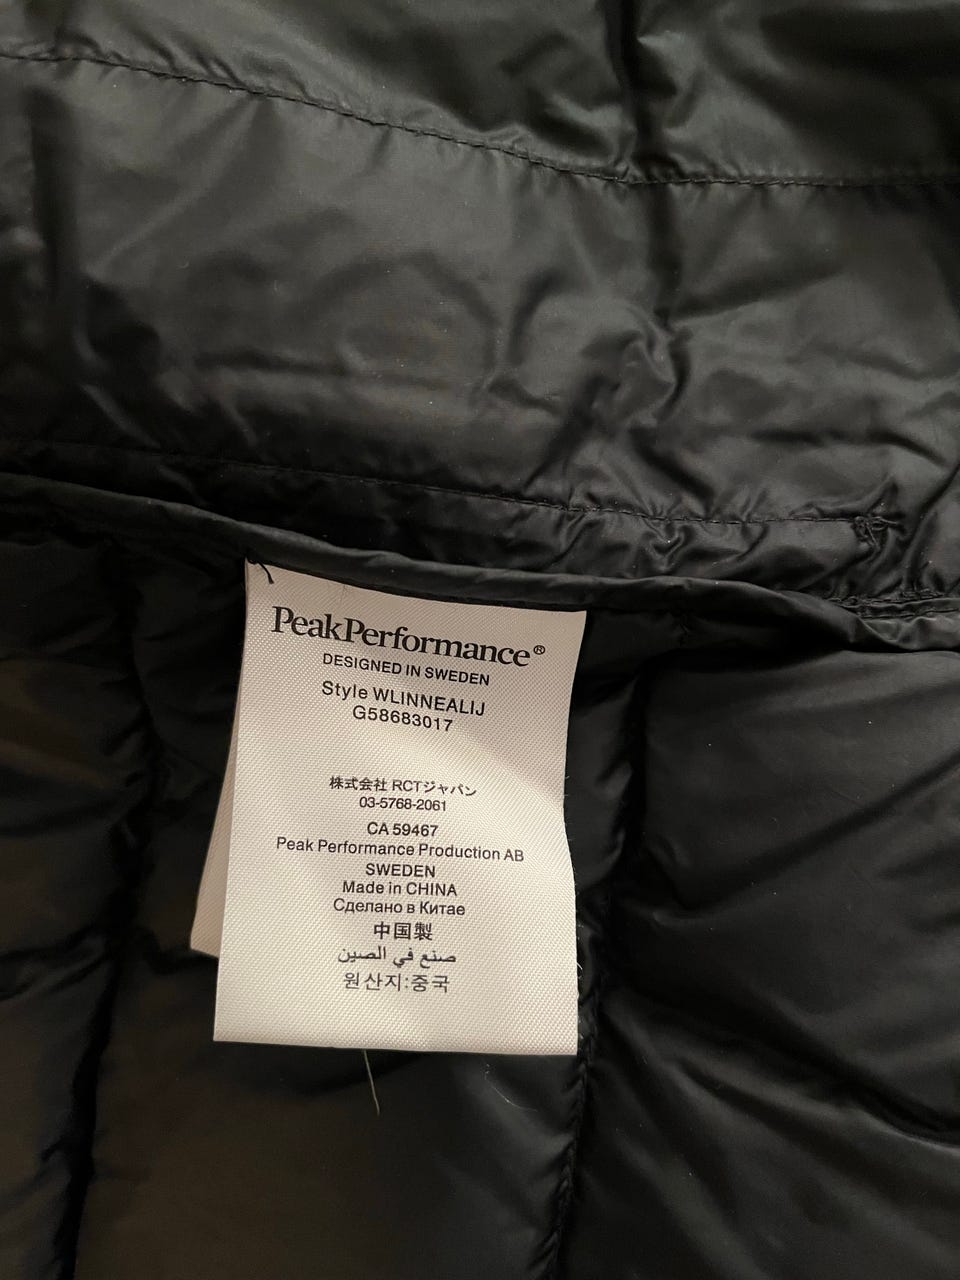 PeakPerformance®
DESIGNED IN SWEDEN
Style WLINNEALIJ
G58683017
株式会社 RCTジャパン
03-5768-2061
CA 59467
Peak Performance Production AB
SWEDEN
Made in CHINA
Сделано в Китае
中国製
صنع في الصين
원산지:중국